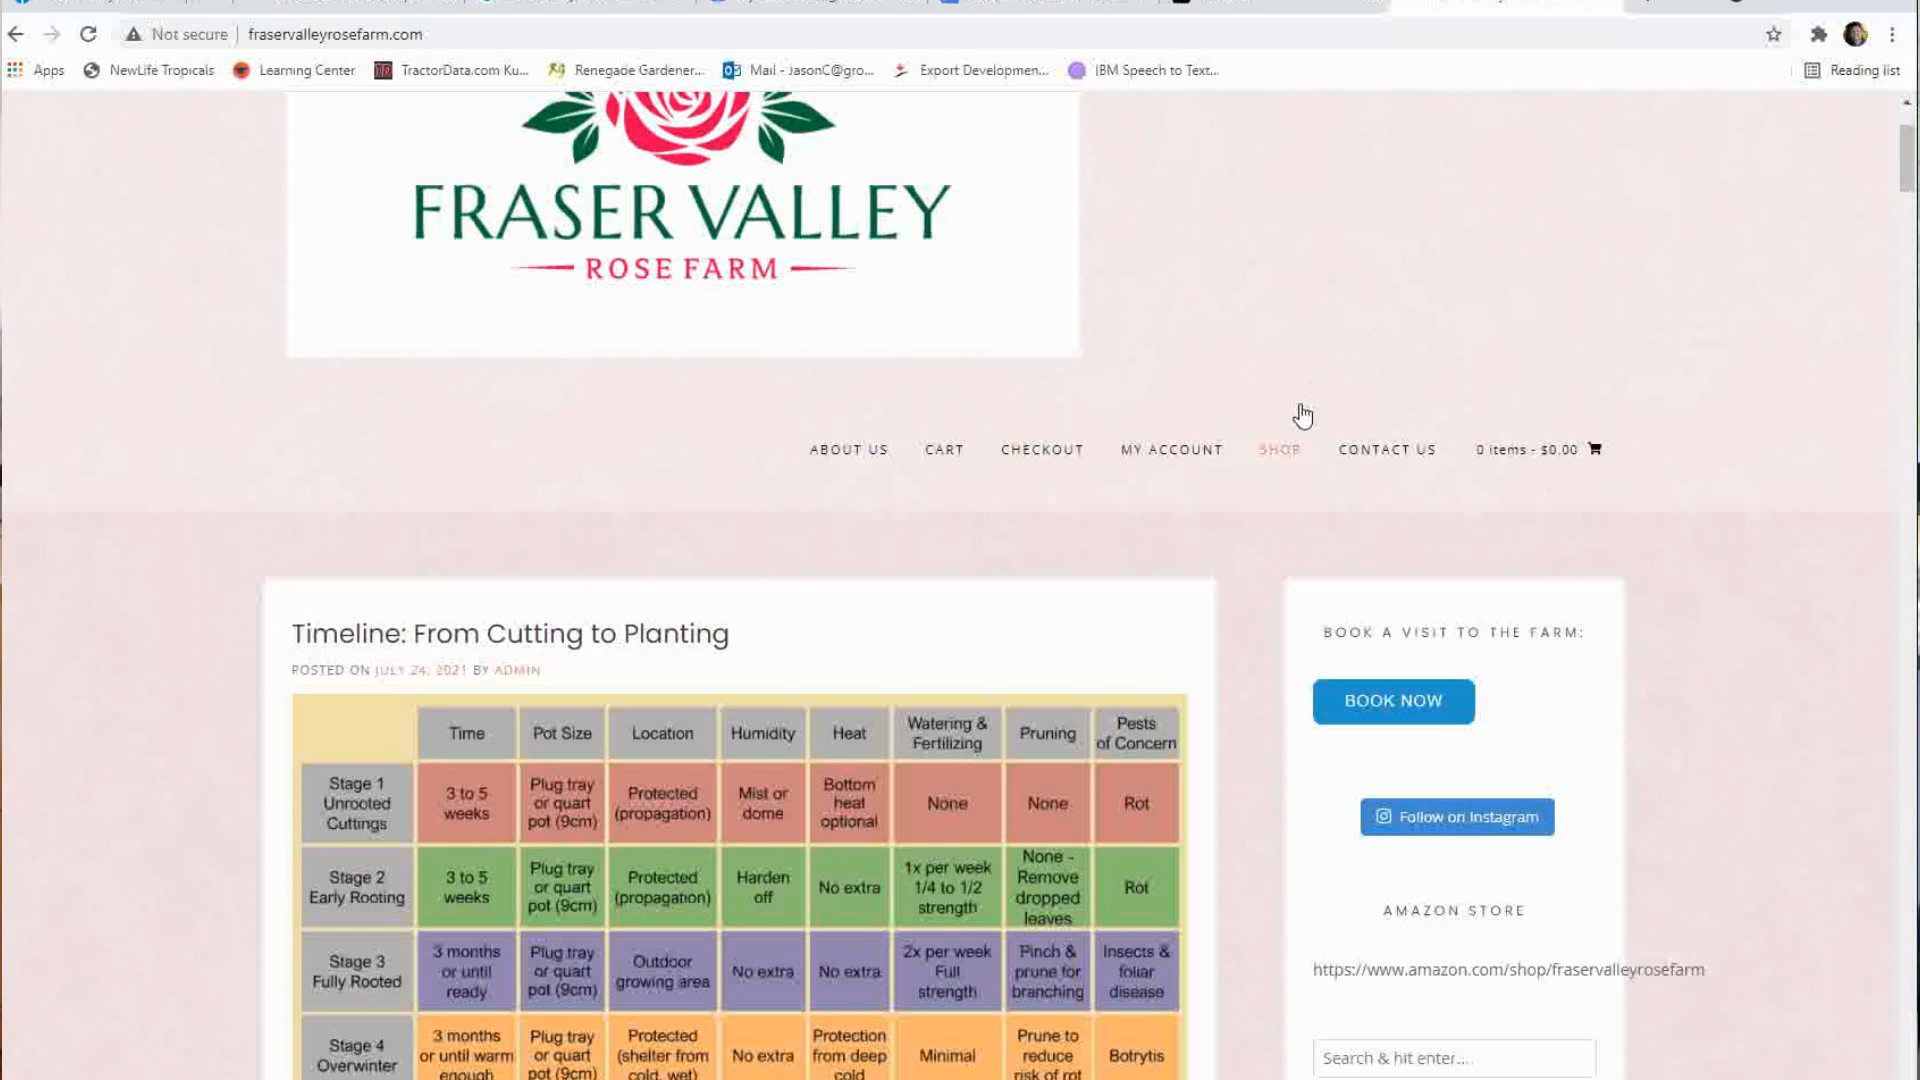 Not secure | fraservalleyrosefarm.com
Apps NewLife Tropicals Learning Center TractorData.com Ku... Renegade Gardener... Mail - JasonC@gro... Export Developmen... IBM Speech to Text... Reading list
FRASER VALLEY
ROSE FARM
ABOUT US CART CHECKOUT MY ACCOUNT SHOP CONTACT US 0 items - $0.00
Timeline: From Cutting to Planting
POSTED ON JULY 24, 2021 BY ADMIN
Time
Pot Size
Location
Humidity
Heat
Watering &
Fertilizing
Pruning
Pests
of Concern
Stage 1
Unrooted
Cuttings
3 to 5
weeks
Plug tray
or quart
pot (9cm)
Protected
(propagation)
Mist or
dome
Bottom
heat
optional
None
None
Rot
Stage 2
Early Rooting
3 to 5
weeks
Plug tray
or quart
pot (9cm)
Protected
(propagation)
Harden
off
No extra
1x per week
1/4 to 1/2
strength
None -
Remove
dropped
leaves
Rot
Stage 3
Fully Rooted
3 months
or until
ready
Plug tray
or quart
pot (9cm)
Outdoor
growing area
No extra
No extra
2x per week
Full
strength
Pinch &
prune for
branching
Insects &
foliar
disease
Stage 4
Overwinter
3 months
or until warm
enough
Plug tray
or quart
pot (9cm)
Protected
(shelter from
cold, wet)
No extra
Protection
from deep
cold
Minimal
Prune to
reduce
risk of rot
Botrytis
BOOK A VISIT TO THE FARM:
BOOK NOW
Follow on Instagram
AMAZON STORE
https://www.amazon.com/shop/fraservalleyrosefarm
Search & hit enter....